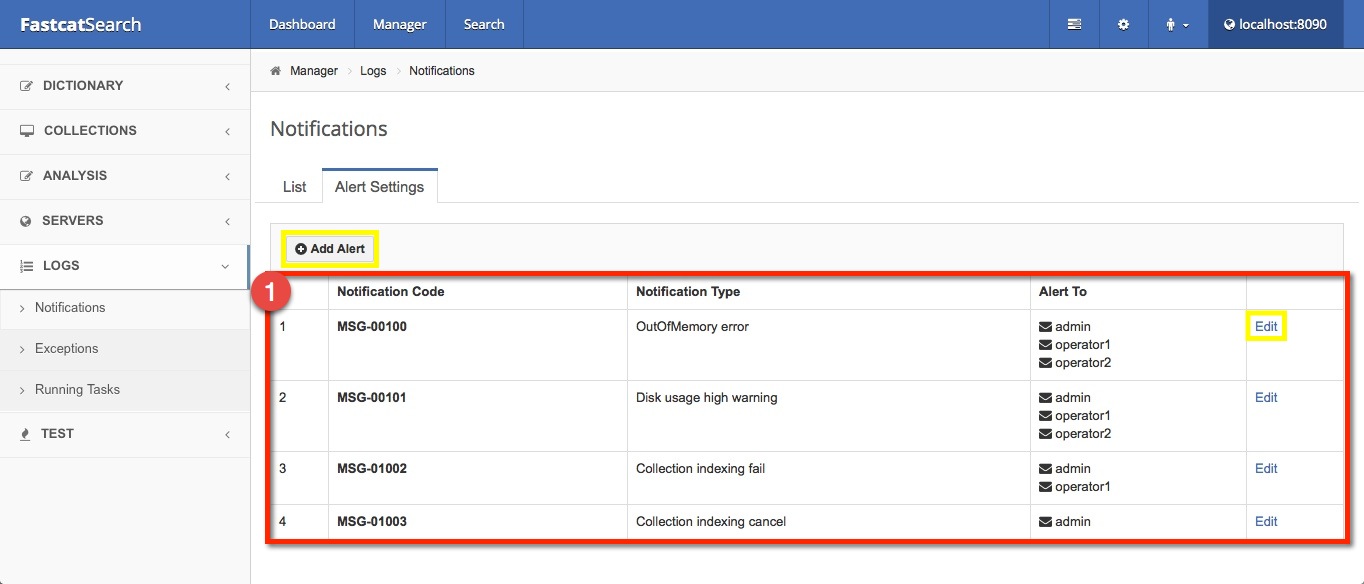 FastcatSearch
Dashboard
Manager
Search
localhost:8090
DICTIONARY
COLLECTIONS
ANALYSIS
SERVERS
LOGS
Notifications
Exceptions
Running Tasks
TEST
Manager Logs Notifications
Notifications
List
Alert Settings
Add Alert
1
Notification Code Notification Type Alert To
1 MSG-00100 OutOfMemory error admin Edit
operator1
operator2
2 MSG-00101 Disk usage high warning admin Edit
operator1
operator2
3 MSG-01002 Collection indexing fail admin Edit
operator1
4 MSG-01003 Collection indexing cancel admin Edit